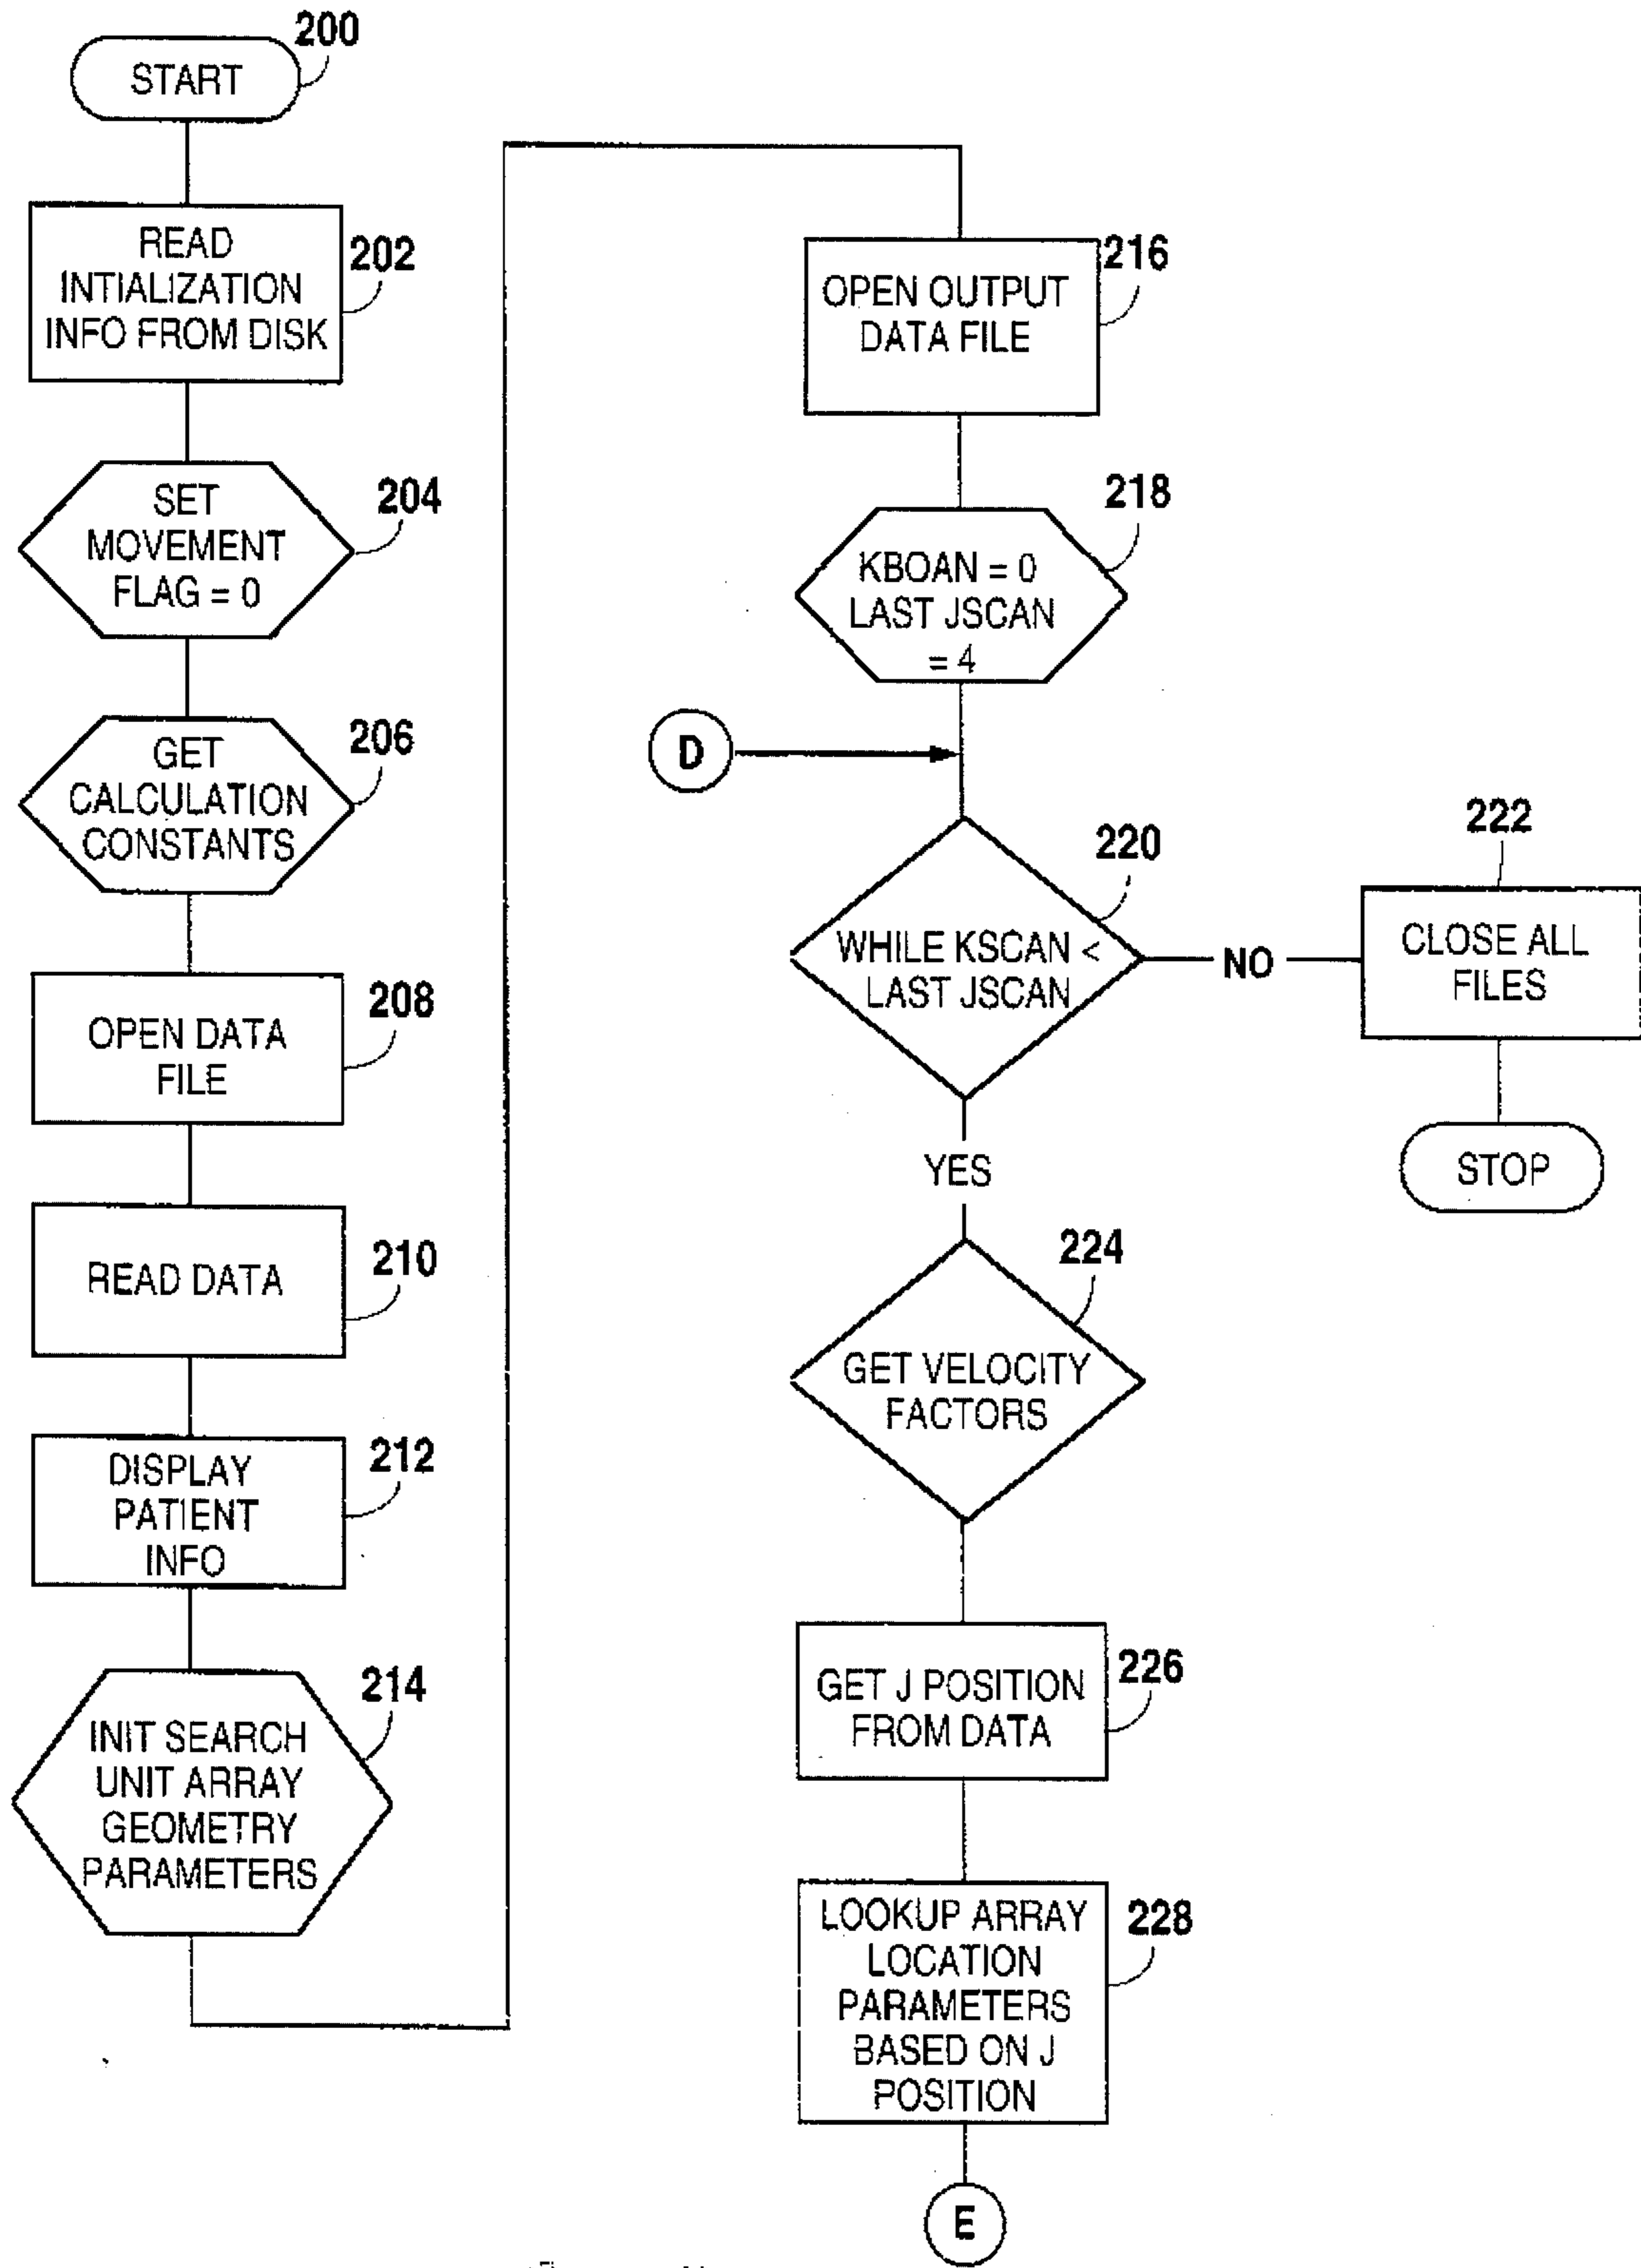 200
START
READ
INTIALIZATION
INFO FROM DISK
202
SET
MOVEMENT
FLAG = 0
204
GET
CALCULATION
CONSTANTS
206
OPEN DATA
FILE
208
READ DATA
210
DISPLAY
PATIENT
INFO
212
INIT SEARCH
UNIT ARRAY
GEOMETRY
PARAMETERS
214
OPEN OUTPUT
DATA FILE
216
KBOAN = 0
LAST JSCAN
= 4
218
D
WHILE KSCAN <
LAST JSCAN
220
NO
222
CLOSE ALL
FILES
STOP
YES
GET VELOCITY
FACTORS
224
GET J POSITION
FROM DATA
226
LOOKUP ARRAY
LOCATION
PARAMETERS
BASED ON J
POSITION
228
E